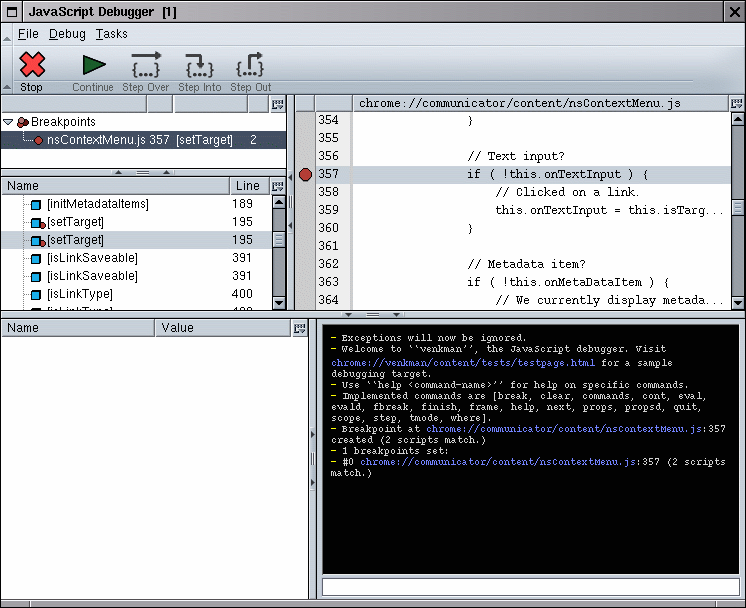 JavaScript Debugger [1]
File Debug Tasks
Stop Continue Step Over Step Into Step Out
Breakpoints
nsContextMenu.js 357 [setTarget] 2
Name Line
[initMetadataItems] 189
[setTarget] 195
[setTarget] 195
[isLinkSaveable] 391
[isLinkSaveable] 391
[isLinkType] 400
chrome://communicator/content/nsContextMenu.js
354 }
355
356 // Text input?
357 if ( !this.onTextInput ) {
358 // Clicked on a link.
359 this.onTextInput = this.isTarg...
360 }
361
362 // Metadata item?
363 if ( !this.onMetaDataItem ) {
364 // We currently display metada...
Name Value
– Exceptions will now be ignored.
– Welcome to ``venkman'', the JavaScript debugger. Visit
chrome://venkman/content/tests/testpage.html for a sample
debugging target.
– Use ``help <command-name>'' for help on specific commands.
– Implemented commands are [break, clear, commands, cont, eval,
evald, fbreak, finish, frame, help, next, props, propsd, quit,
scope, step, tmode, where].
– Breakpoint at chrome://communicator/content/nsContextMenu.js:357
created (2 scripts match.)
– 1 breakpoints set:
– #0 chrome://communicator/content/nsContextMenu.js:357 (2 scripts
match.)